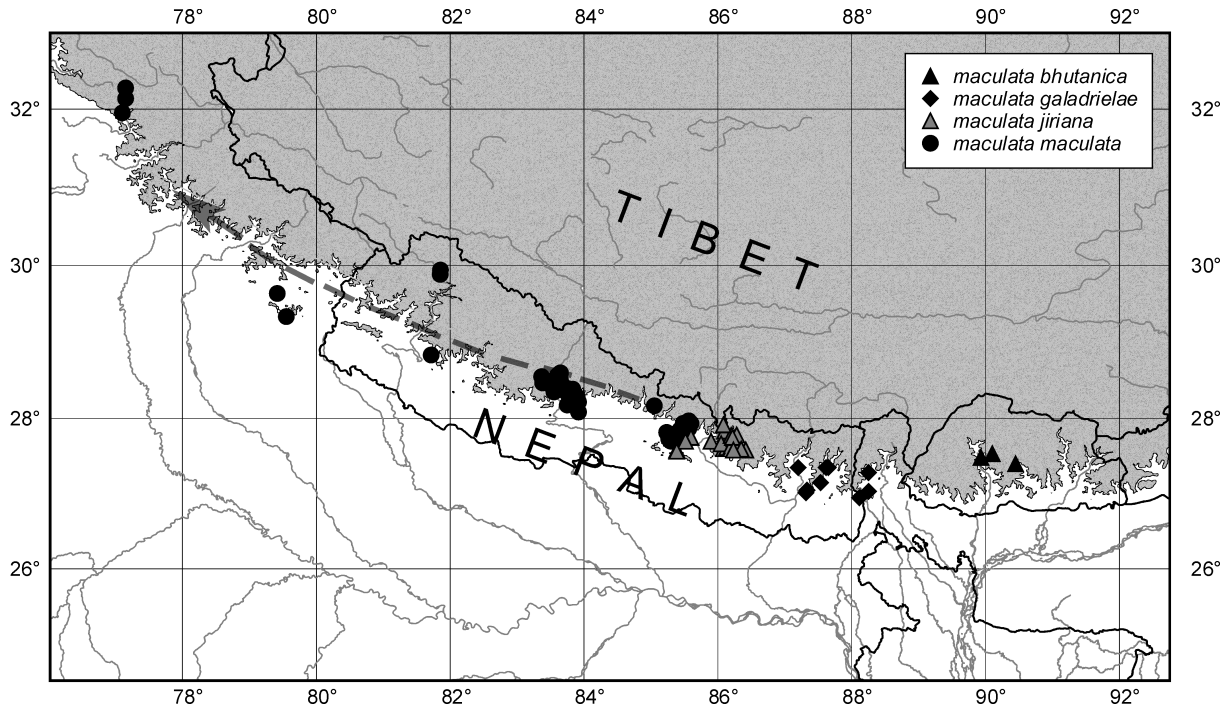 78° 80° 82° 84° 86° 88° 90° 92°
maculata bhutanica
maculata galadrielae
32° 32°
maculata jiriana
maculata maculata
TIBET
30° 30°
28° 28°
NEPAL
26° 26°
78° 80° 82° 84° 86° 88° 90° 92°